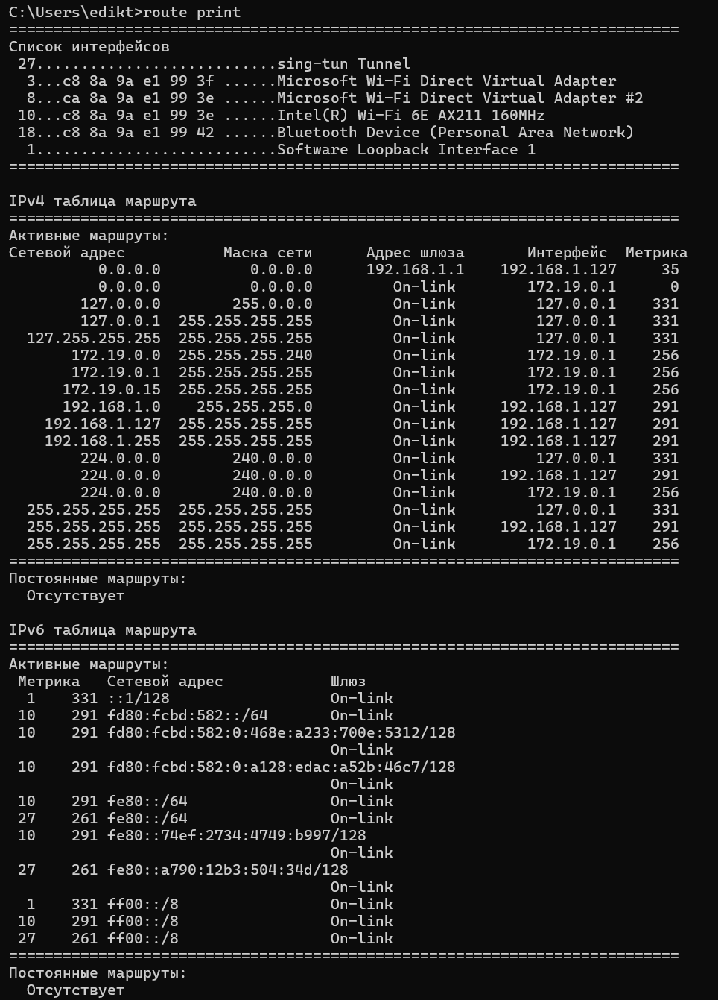 C:\Users\edikt>route print
===========================================================================
Список интерфейсов
 27...........................sing-tun Tunnel
  3...c8 8a 9a e1 99 3f ......Microsoft Wi-Fi Direct Virtual Adapter
  8...ca 8a 9a e1 99 3e ......Microsoft Wi-Fi Direct Virtual Adapter #2
 10...c8 8a 9a e1 99 3e ......Intel(R) Wi-Fi 6E AX211 160MHz
 18...c8 8a 9a e1 99 42 ......Bluetooth Device (Personal Area Network)
  1...........................Software Loopback Interface 1
===========================================================================

IPv4 таблица маршрута
===========================================================================
Активные маршруты:
Сетевой адрес           Маска сети      Адрес шлюза       Интерфейс  Метрика
          0.0.0.0          0.0.0.0      192.168.1.1    192.168.1.127     35
          0.0.0.0          0.0.0.0         On-link        172.19.0.1      0
        127.0.0.0        255.0.0.0         On-link         127.0.0.1    331
        127.0.0.1  255.255.255.255         On-link         127.0.0.1    331
  127.255.255.255  255.255.255.255         On-link         127.0.0.1    331
       172.19.0.0  255.255.255.240         On-link        172.19.0.1    256
       172.19.0.1  255.255.255.255         On-link        172.19.0.1    256
      172.19.0.15  255.255.255.255         On-link        172.19.0.1    256
      192.168.1.0    255.255.255.0         On-link     192.168.1.127    291
    192.168.1.127  255.255.255.255         On-link     192.168.1.127    291
    192.168.1.255  255.255.255.255         On-link     192.168.1.127    291
        224.0.0.0        240.0.0.0         On-link         127.0.0.1    331
        224.0.0.0        240.0.0.0         On-link     192.168.1.127    291
        224.0.0.0        240.0.0.0         On-link        172.19.0.1    256
  255.255.255.255  255.255.255.255         On-link         127.0.0.1    331
  255.255.255.255  255.255.255.255         On-link     192.168.1.127    291
  255.255.255.255  255.255.255.255         On-link        172.19.0.1    256
===========================================================================
Постоянные маршруты:
  Отсутствует

IPv6 таблица маршрута
===========================================================================
Активные маршруты:
 Метрика   Сетевой адрес            Шлюз
  1    331 ::1/128                  On-link
 10    291 fd80:fcbd:582::/64       On-link
 10    291 fd80:fcbd:582:0:468e:a233:700e:5312/128
                                    On-link
 10    291 fd80:fcbd:582:0:a128:edac:a52b:46c7/128
                                    On-link
 10    291 fe80::/64                On-link
 27    261 fe80::/64                On-link
 10    291 fe80::74ef:2734:4749:b997/128
                                    On-link
 27    261 fe80::a790:12b3:504:34d/128
                                    On-link
  1    331 ff00::/8                 On-link
 10    291 ff00::/8                 On-link
 27    261 ff00::/8                 On-link
===========================================================================
Постоянные маршруты:
  Отсутствует